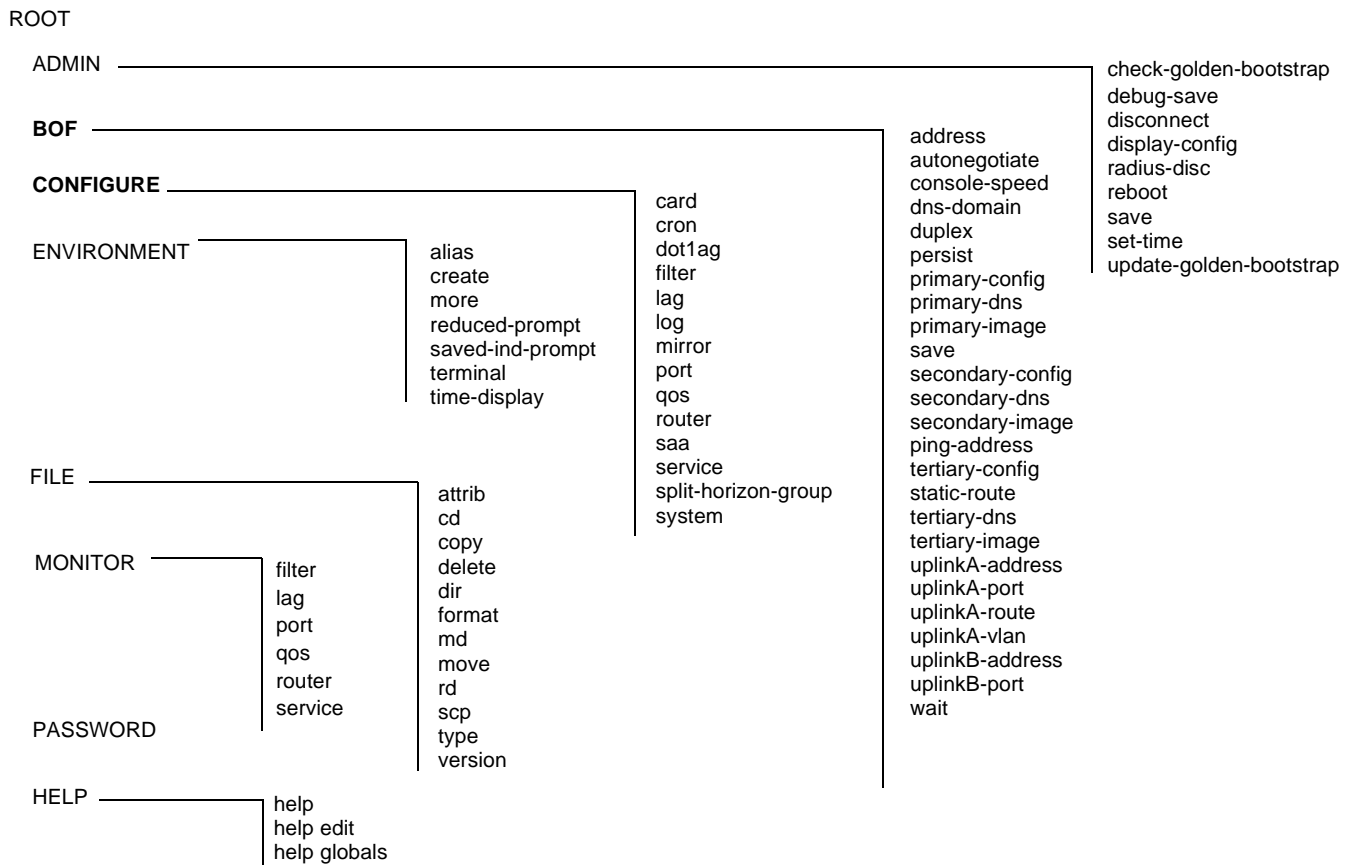 ROOT
ADMIN
check-golden-bootstrap
debug-save
disconnect
display-config
radius-disc
reboot
save
set-time
update-golden-bootstrap
BOF
address
autonegotiate
console-speed
dns-domain
duplex
persist
primary-config
primary-dns
primary-image
save
secondary-config
secondary-dns
secondary-image
ping-address
tertiary-config
static-route
tertiary-dns
tertiary-image
uplinkA-address
uplinkA-port
uplinkA-route
uplinkA-vlan
uplinkB-address
uplinkB-port
wait
CONFIGURE
card
cron
dot1ag
filter
lag
log
mirror
port
qos
router
saa
service
split-horizon-group
system
ENVIRONMENT
alias
create
more
reduced-prompt
saved-ind-prompt
terminal
time-display
FILE
attrib
cd
copy
delete
dir
format
md
move
rd
scp
type
version
MONITOR
filter
lag
port
qos
router
service
PASSWORD
HELP
help
help edit
help globals